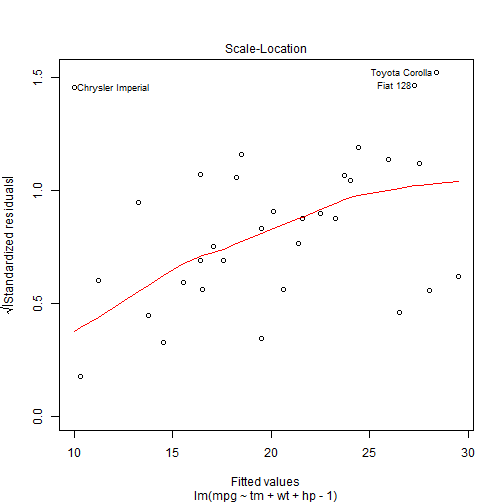 Scale-Location
1.5
1.0
0.5
0.0
√|Standardized residuals|
Toyota Corolla
Chrysler Imperial
Fiat 128
10 15 20 25 30
Fitted values
lm(mpg ~ tm + wt + hp - 1)